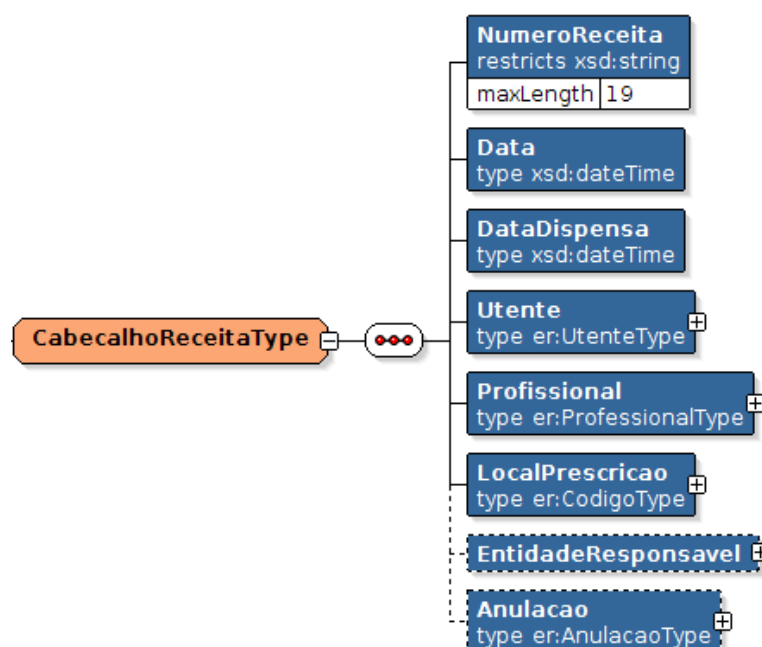 NumeroReceita
restricts xsd:string
maxLength 19
Data
type xsd:dateTime
DataDispensa
type xsd:dateTime
Utente
type er:UtenteType
CabecalhoReceitaType
Profissional
type er:ProfessionalType
LocalPrescricao
type er:CodigoType
EntidadeResponsavel
Anulacao
type er:AnulacaoType